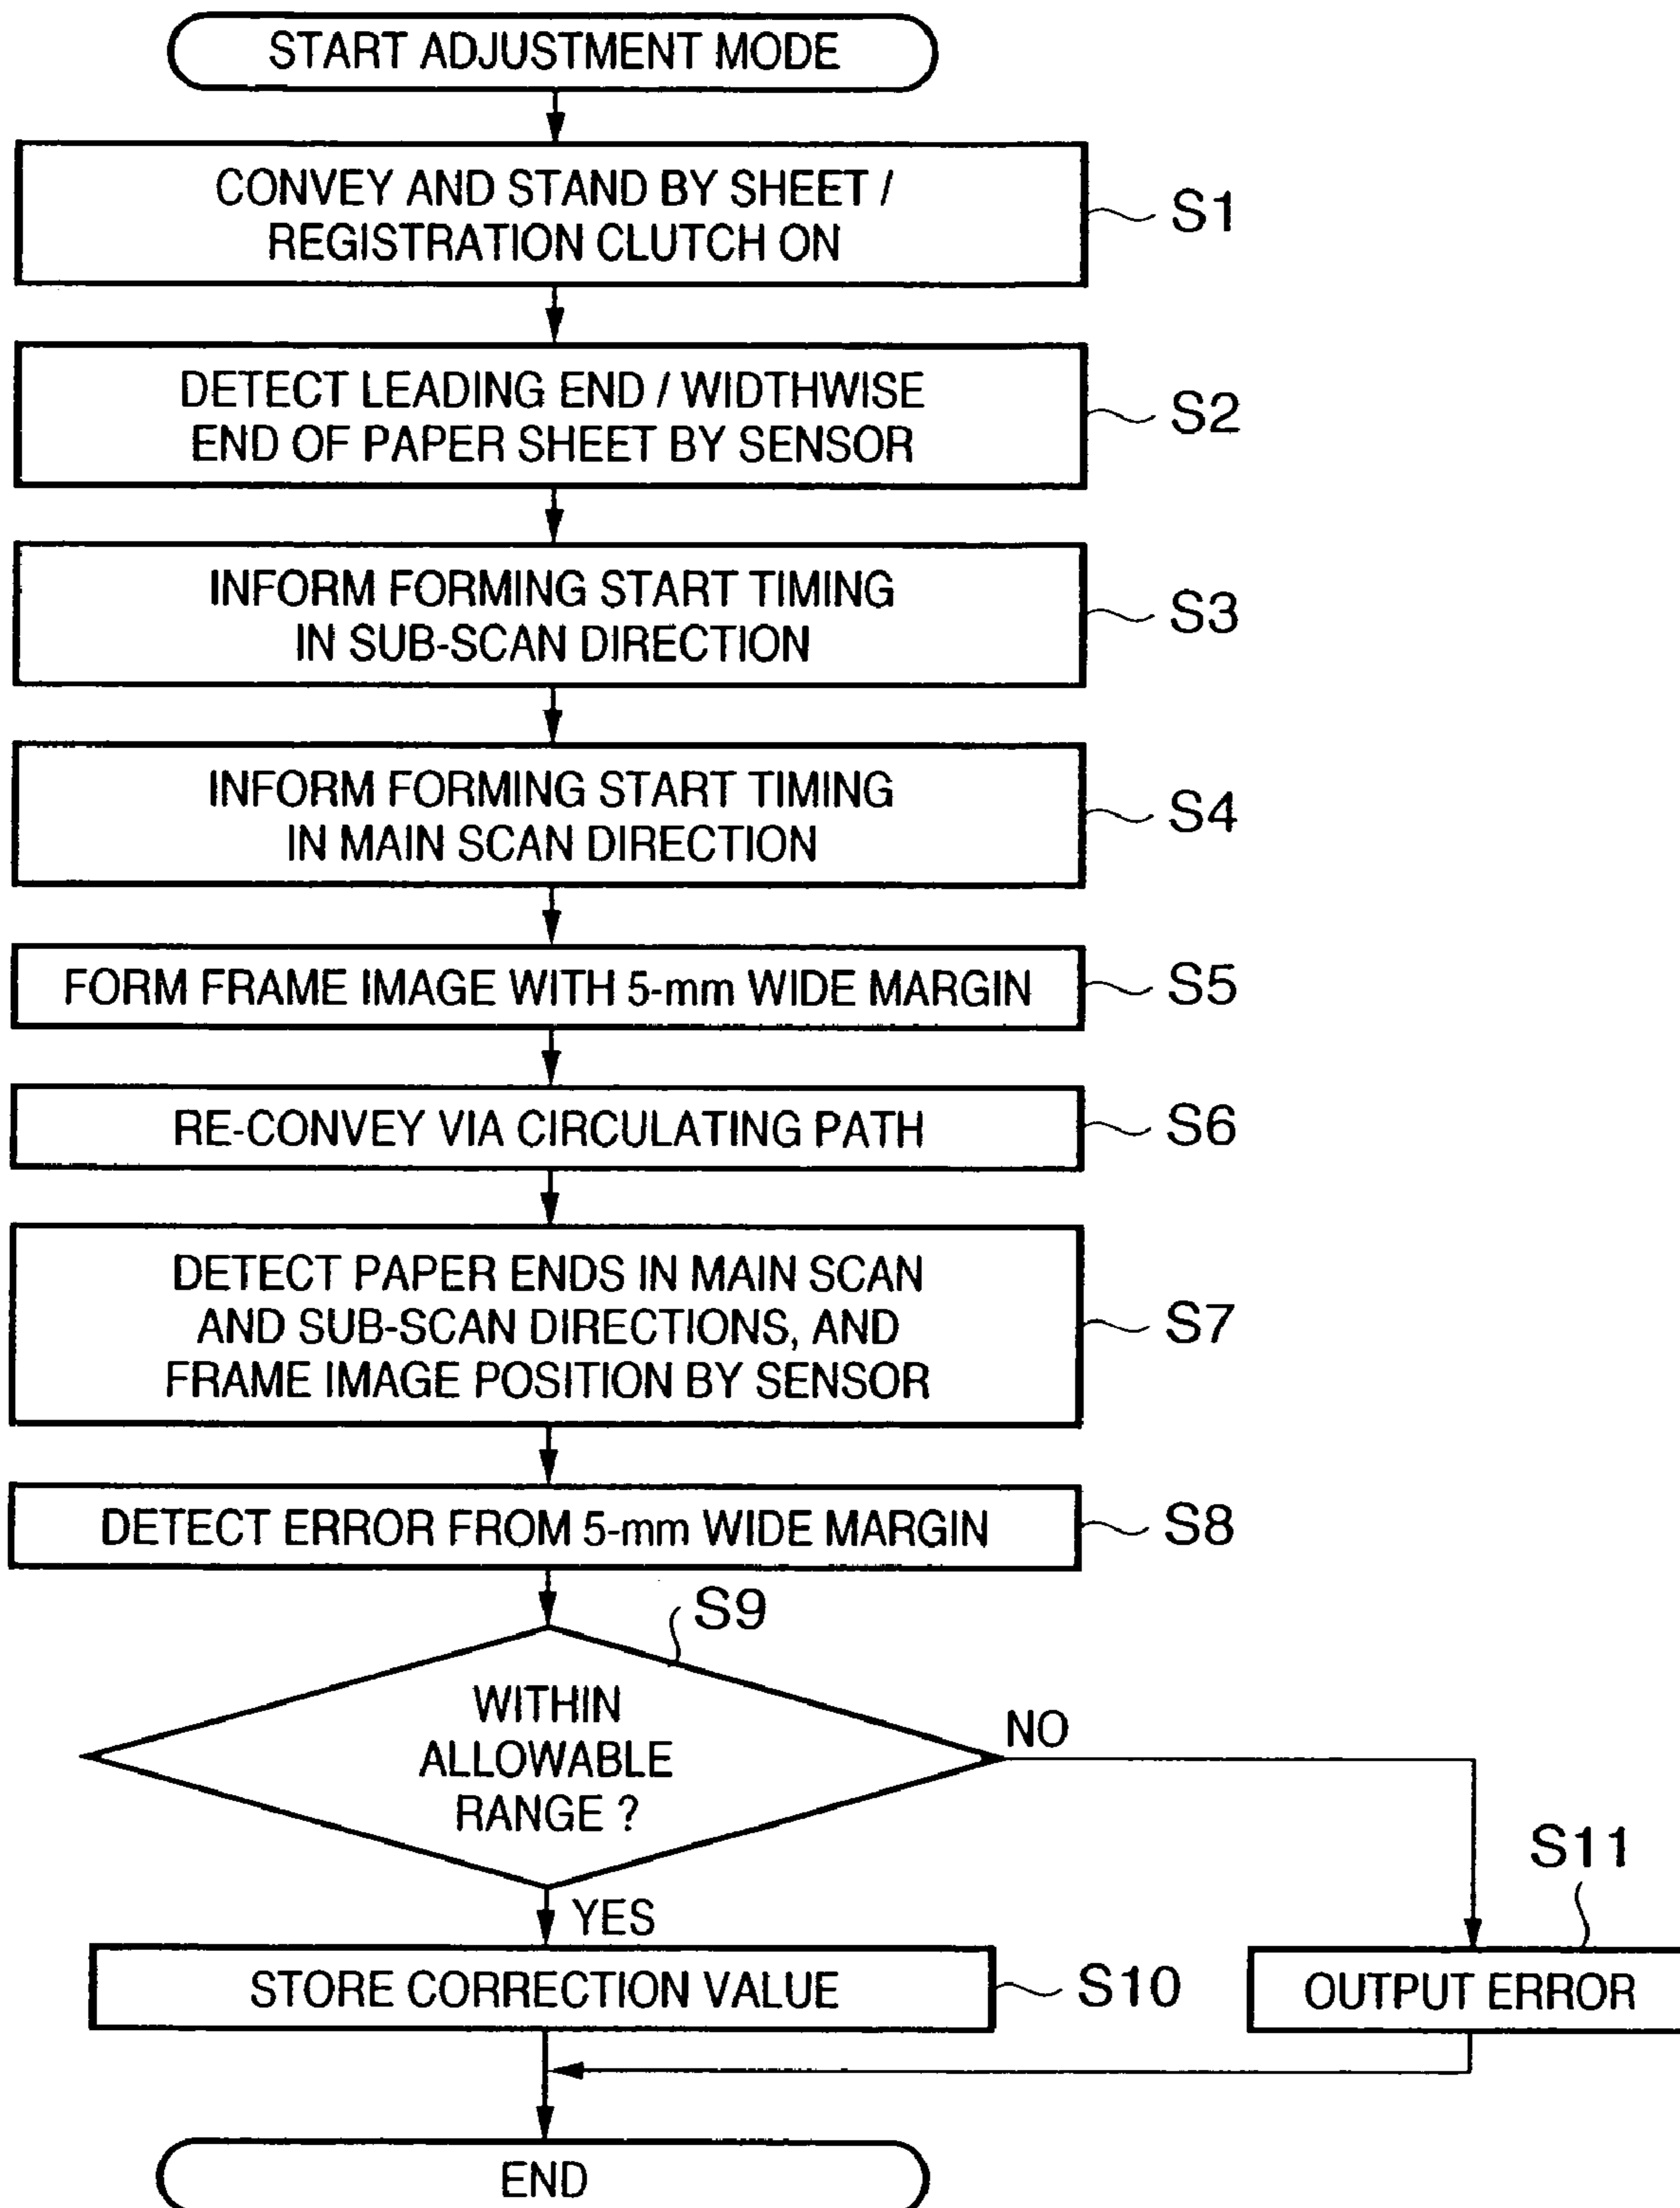 START ADJUSTMENT MODE
CONVEY AND STAND BY SHEET /
REGISTRATION CLUTCH ON
S1
DETECT LEADING END / WIDTHWISE
END OF PAPER SHEET BY SENSOR
S2
INFORM FORMING START TIMING
IN SUB-SCAN DIRECTION
S3
INFORM FORMING START TIMING
IN MAIN SCAN DIRECTION
S4
FORM FRAME IMAGE WITH 5-mm WIDE MARGIN
S5
RE-CONVEY VIA CIRCULATING PATH
S6
DETECT PAPER ENDS IN MAIN SCAN
AND SUB-SCAN DIRECTIONS, AND
FRAME IMAGE POSITION BY SENSOR
S7
DETECT ERROR FROM 5-mm WIDE MARGIN
S8
S9
WITHIN
ALLOWABLE
RANGE ?
NO
YES
S11
STORE CORRECTION VALUE
S10
OUTPUT ERROR
END